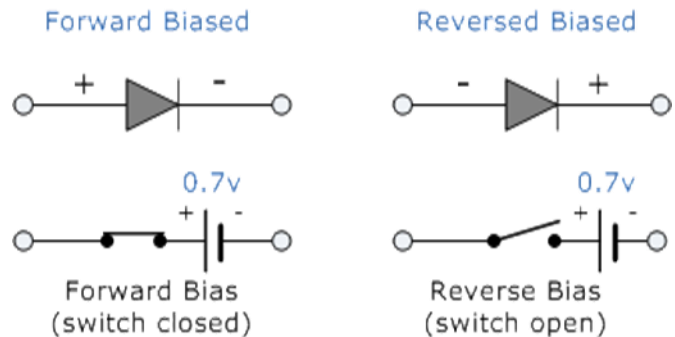 Forward Biased
Reversed Biased
+ -
- +
0.7v
0.7v
+ -
+ -
Forward Bias
(switch closed)
Reverse Bias
(switch open)